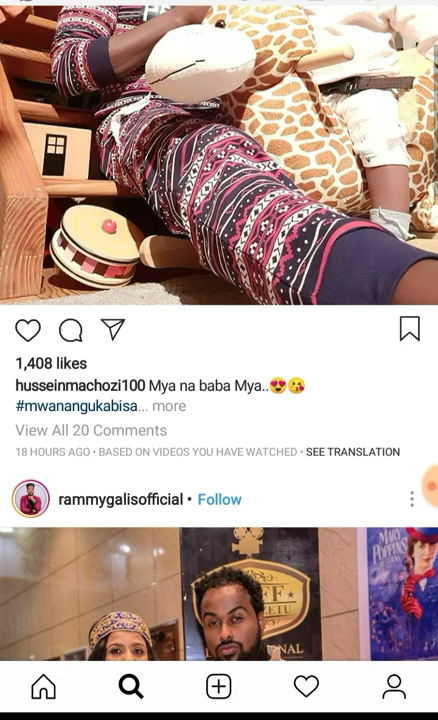 1,408 likes
husseinmachozi100 Mya na baba Mya..😍😘
#mwanangukabisa... more
View All 20 Comments
18 HOURS AGO • BASED ON VIDEOS YOU HAVE WATCHED • SEE TRANSLATION
rammygalisofficial • Follow
MARY
POPPINS